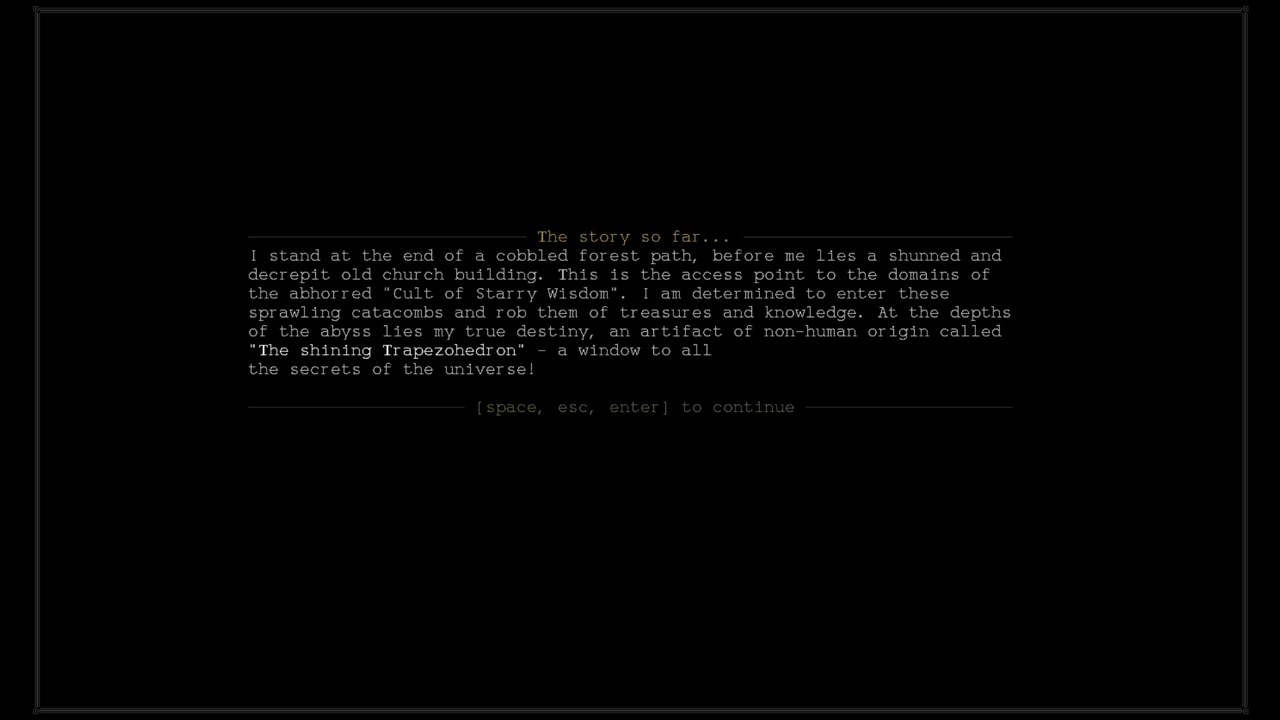 The story so far...
I stand at the end of a cobbled forest path, before me lies a shunned and
decrepit old church building. This is the access point to the domains of
the abhorred "Cult of Starry Wisdom". I am determined to enter these
sprawling catacombs and rob them of treasures and knowledge. At the depths
of the abyss lies my true destiny, an artifact of non-human origin called
"The shining Trapezohedron" - a window to all
the secrets of the universe!
[space, esc, enter] to continue